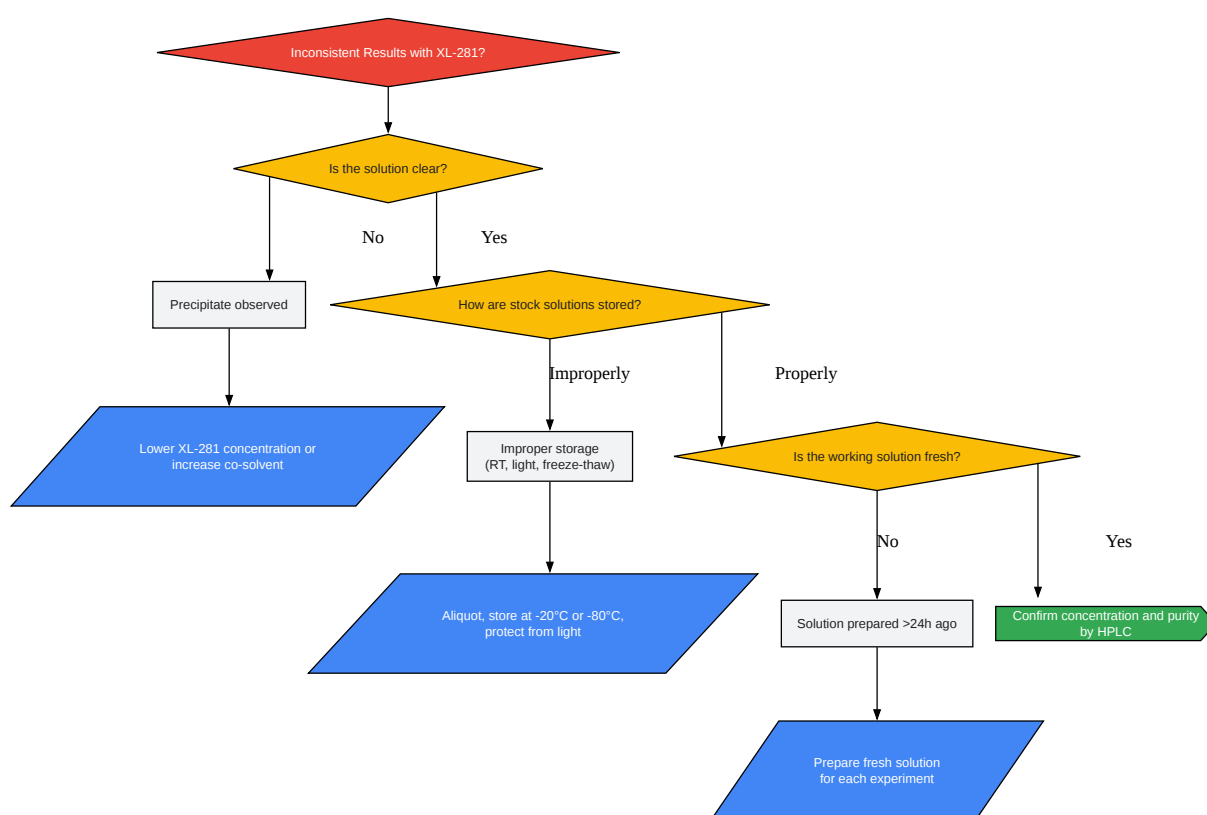 Inconsistent Results with XL-281?
Is the solution clear?
No
Yes
Precipitate observed
How are stock solutions stored?
Improperly
Properly
Lower XL-281 concentration or
increase co-solvent
Improper storage
(RT, light, freeze-thaw)
Is the working solution fresh?
No
Yes
Aliquot, store at -20°C or -80°C,
protect from light
Solution prepared >24h ago
Confirm concentration and purity
by HPLC
Prepare fresh solution
for each experiment